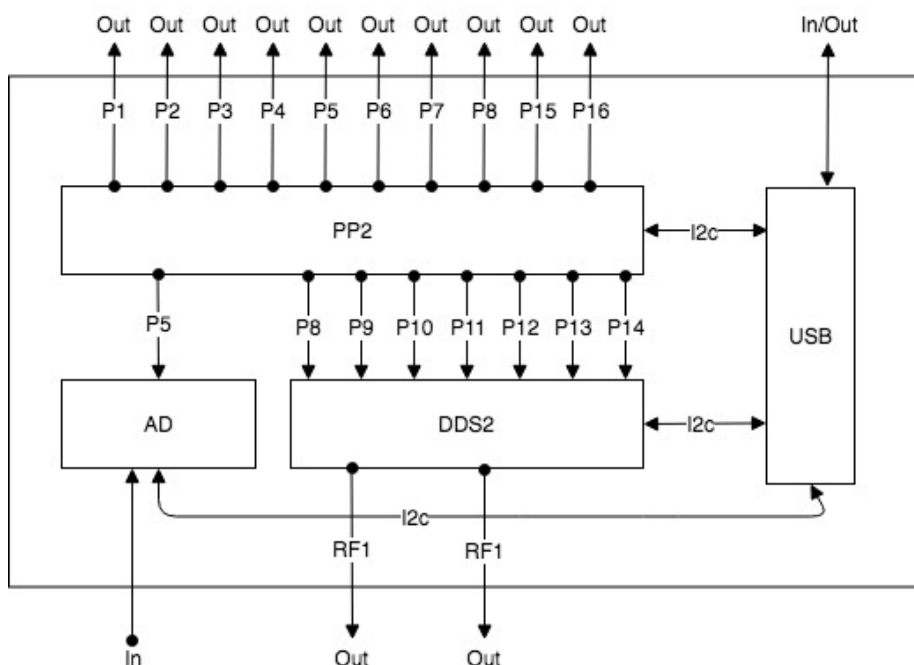 Out Out Out Out Out Out Out Out Out Out In/Out
P1 P2 P3 P4 P5 P6 P7 P8 P15 P16
PP2
I2c
P5 P8 P9 P10 P11 P12 P13 P14
USB
AD
DDS2
I2c
I2c
RF1 RF1
In Out Out